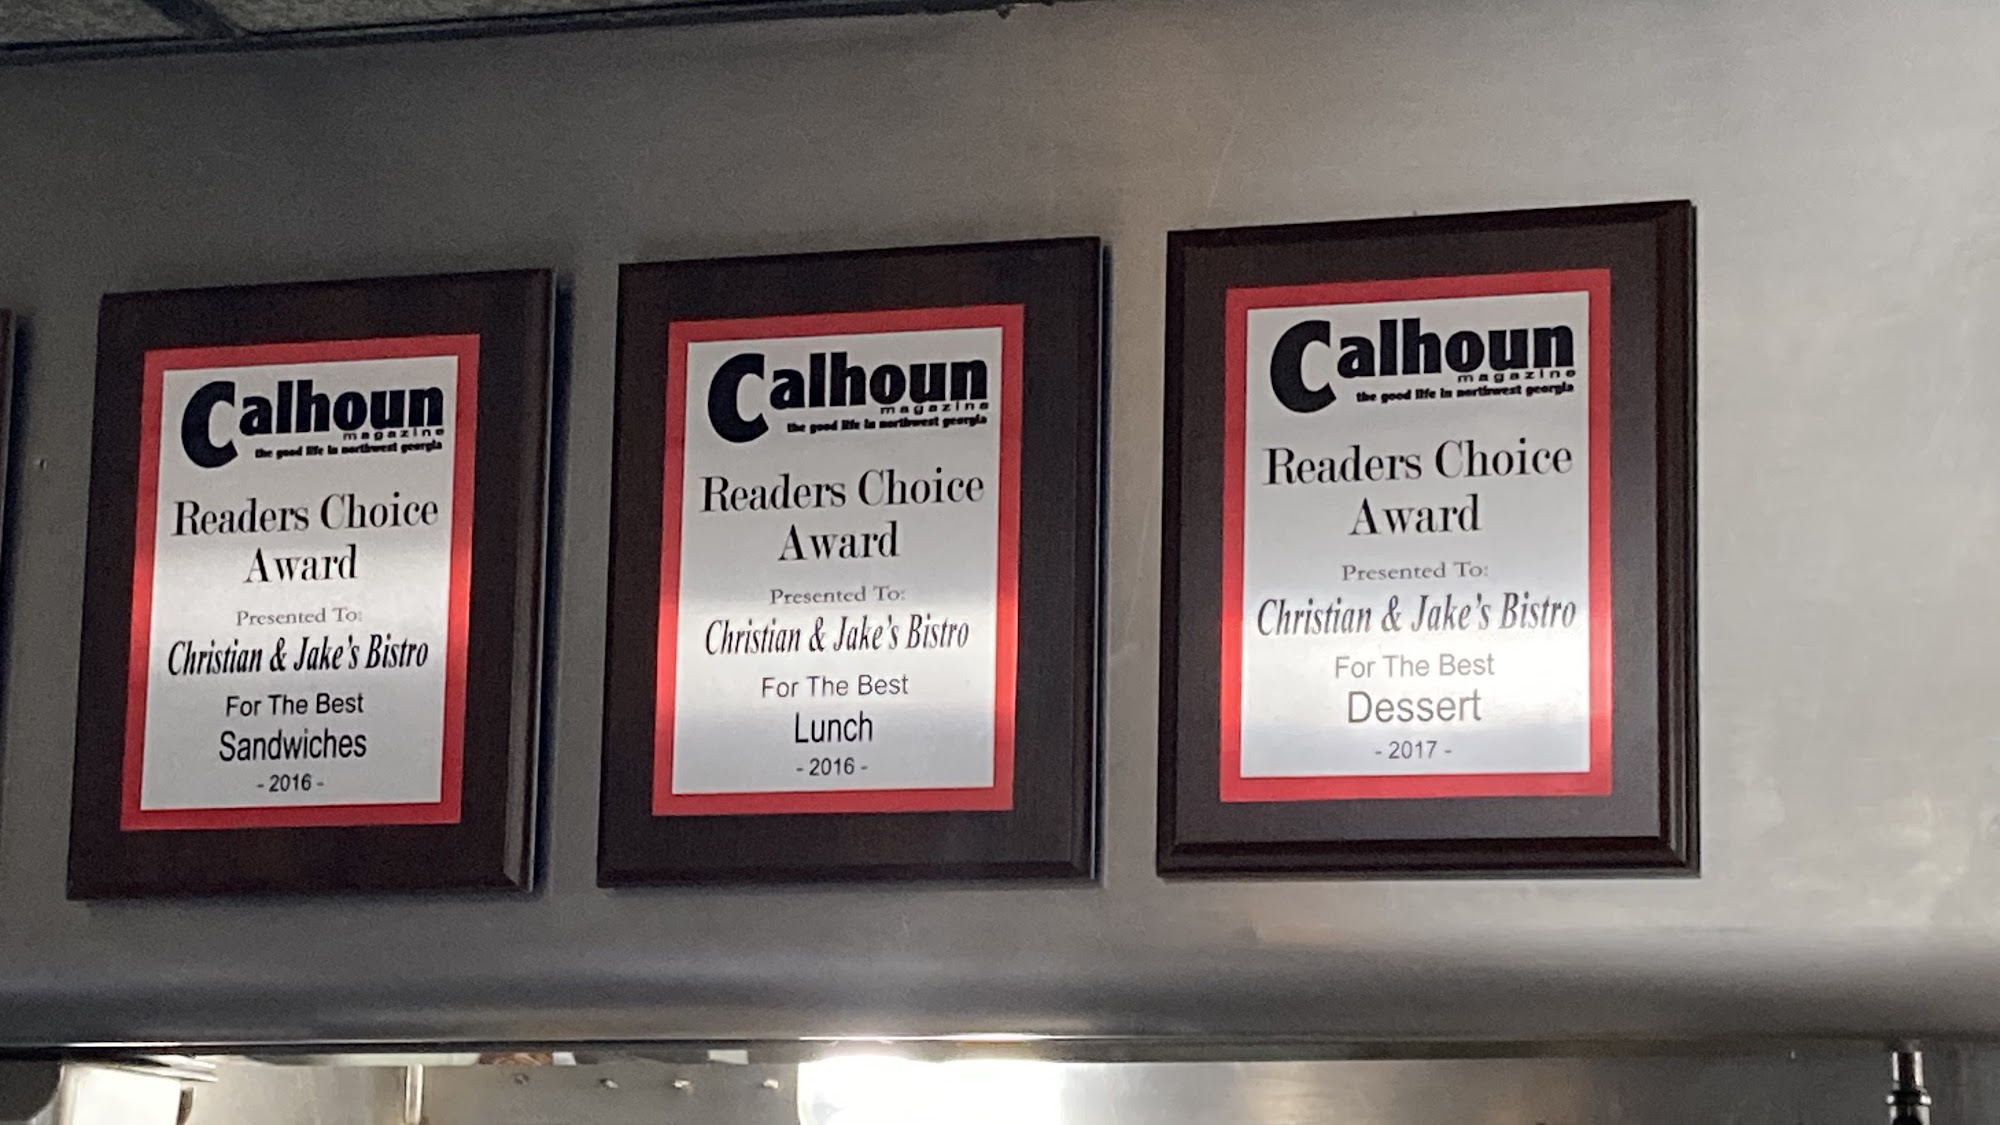 Calhoun
magazine
the good life in northwest georgia
Readers Choice
Award
Presented To:
Christian & Jake's Bistro
For The Best
Sandwiches
- 2016 -
Calhoun
magazine
the good life in northwest georgia
Readers Choice
Award
Presented To:
Christian & Jake's Bistro
For The Best
Lunch
- 2016 -
Calhoun
magazine
the good life in northwest georgia
Readers Choice
Award
Presented To:
Christian & Jake's Bistro
For The Best
Dessert
- 2017 -